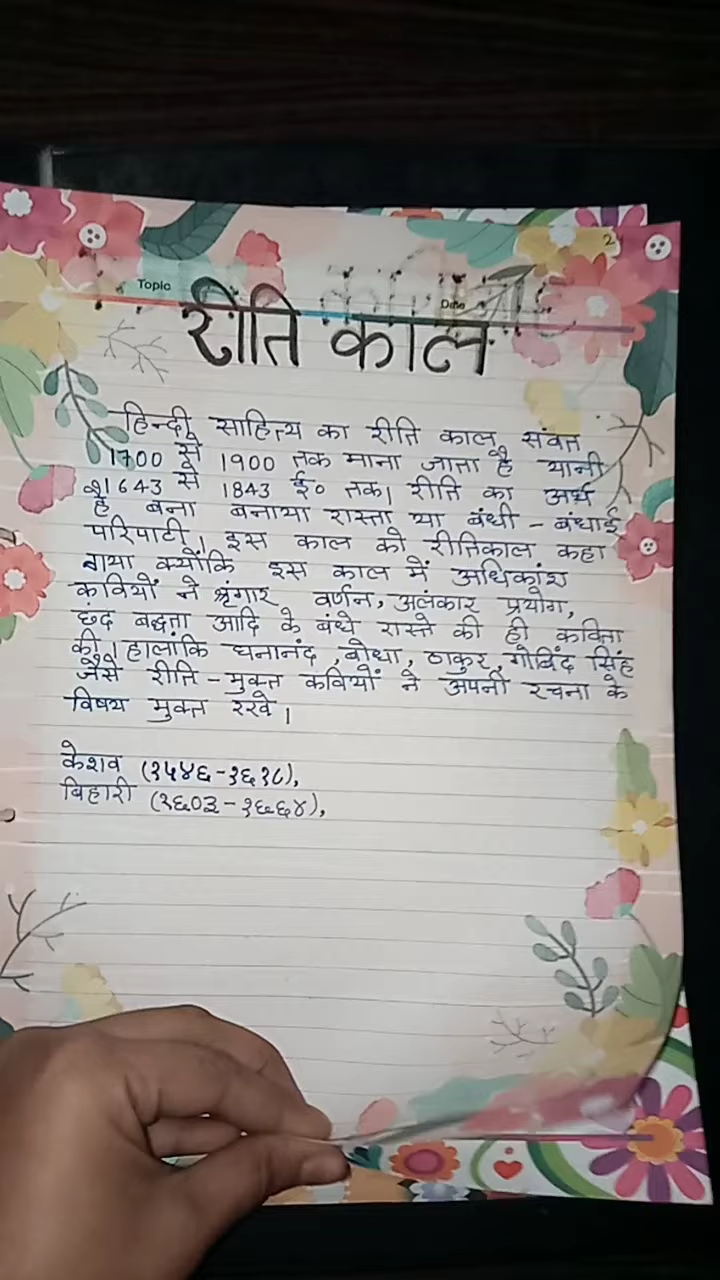 2
Topic
Date
रीति काल
हिन्दी साहित्य का रीति काल संवत
1700 से 1900 तक माना जाता है यानी
1643 से 1843 ई० तक। रीति का अर्थ
है बना बनाया रास्ता या बंधी - बंधाई
परिपाटी। इस काल को रीतिकाल कहा
गया क्योंकि इस काल में अधिकांश
कवियों ने श्रृंगार वर्णन, अलंकार प्रयोग,
छंद बद्धता आदि के बंधे रास्ते की ही कविता
की। हालांकि घनानंद, बोधा, ठाकुर, गोबिंद सिंह
जैसे रीति - मुक्त कवियों ने अपनी रचना के
विषय मुक्त रखे।
केशव (१५४६-१६१८),
बिहारी (१६०३-१६६४),